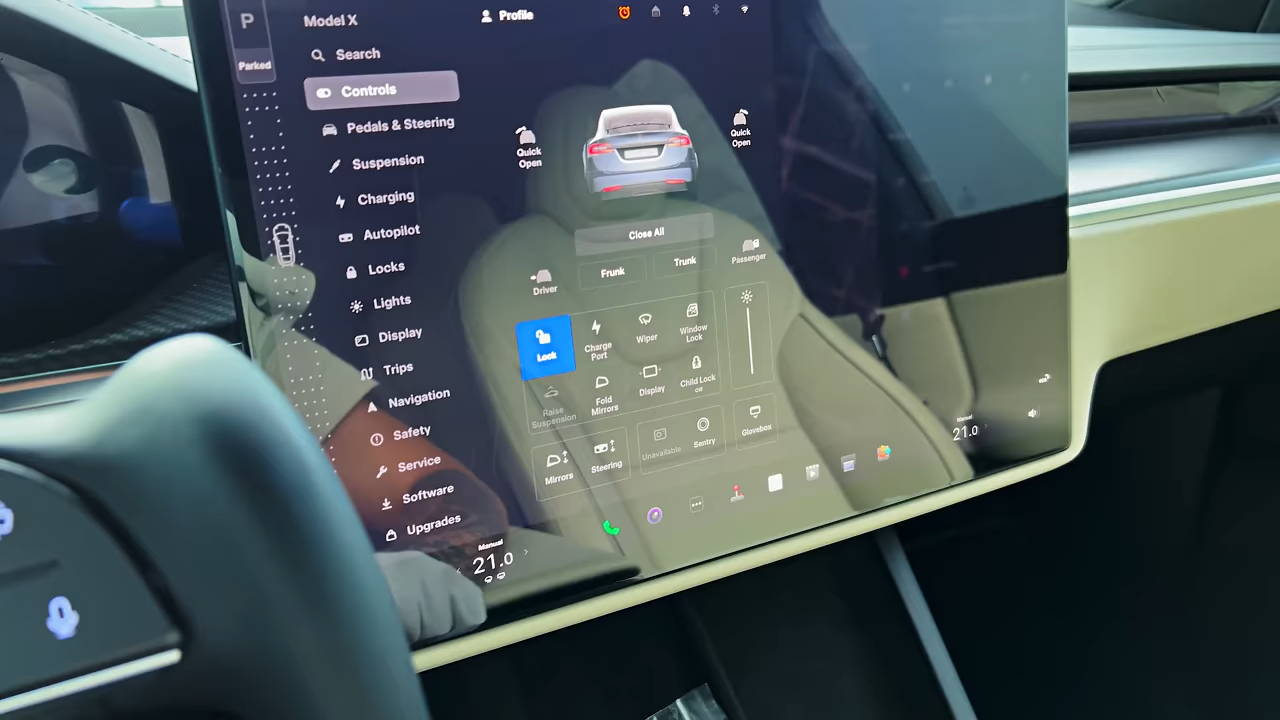 P
Parked
Model X
Profile
Search
Controls
Pedals & Steering
Suspension
Charging
Autopilot
Locks
Lights
Display
Trips
Navigation
Safety
Service
Software
Upgrades
Quick
Open
Quick
Open
Close All
Frunk
Trunk
Driver
Passenger
Lock
Charge
Port
Wiper
Window
Lock
Raise
Suspension
Fold
Mirrors
Display
Child Lock
Off
Mirrors
Steering
Unavailable
Sentry
Glovebox
Manual
21.0
Manual
21.0